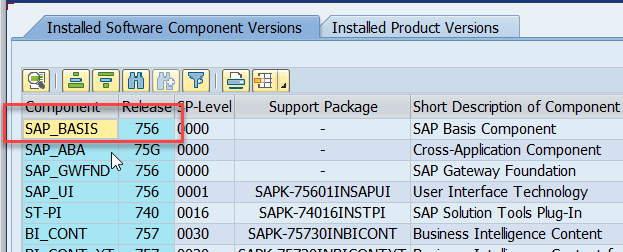 Installed Software Component Versions Installed Product Versions
Component Release SP-Level Support Package Short Description of Component
SAP_BASIS 756 0000 - SAP Basis Component
SAP_ABA 75G 0000 - Cross-Application Component
SAP_GWFND 756 0000 - SAP Gateway Foundation
SAP_UI 756 0001 SAPK-75601INSAPUI User Interface Technology
ST-PI 740 0016 SAPK-74016INSTPI SAP Solution Tools Plug-In
BI_CONT 757 0030 SAPK-75730INBICONT Business Intelligence Content